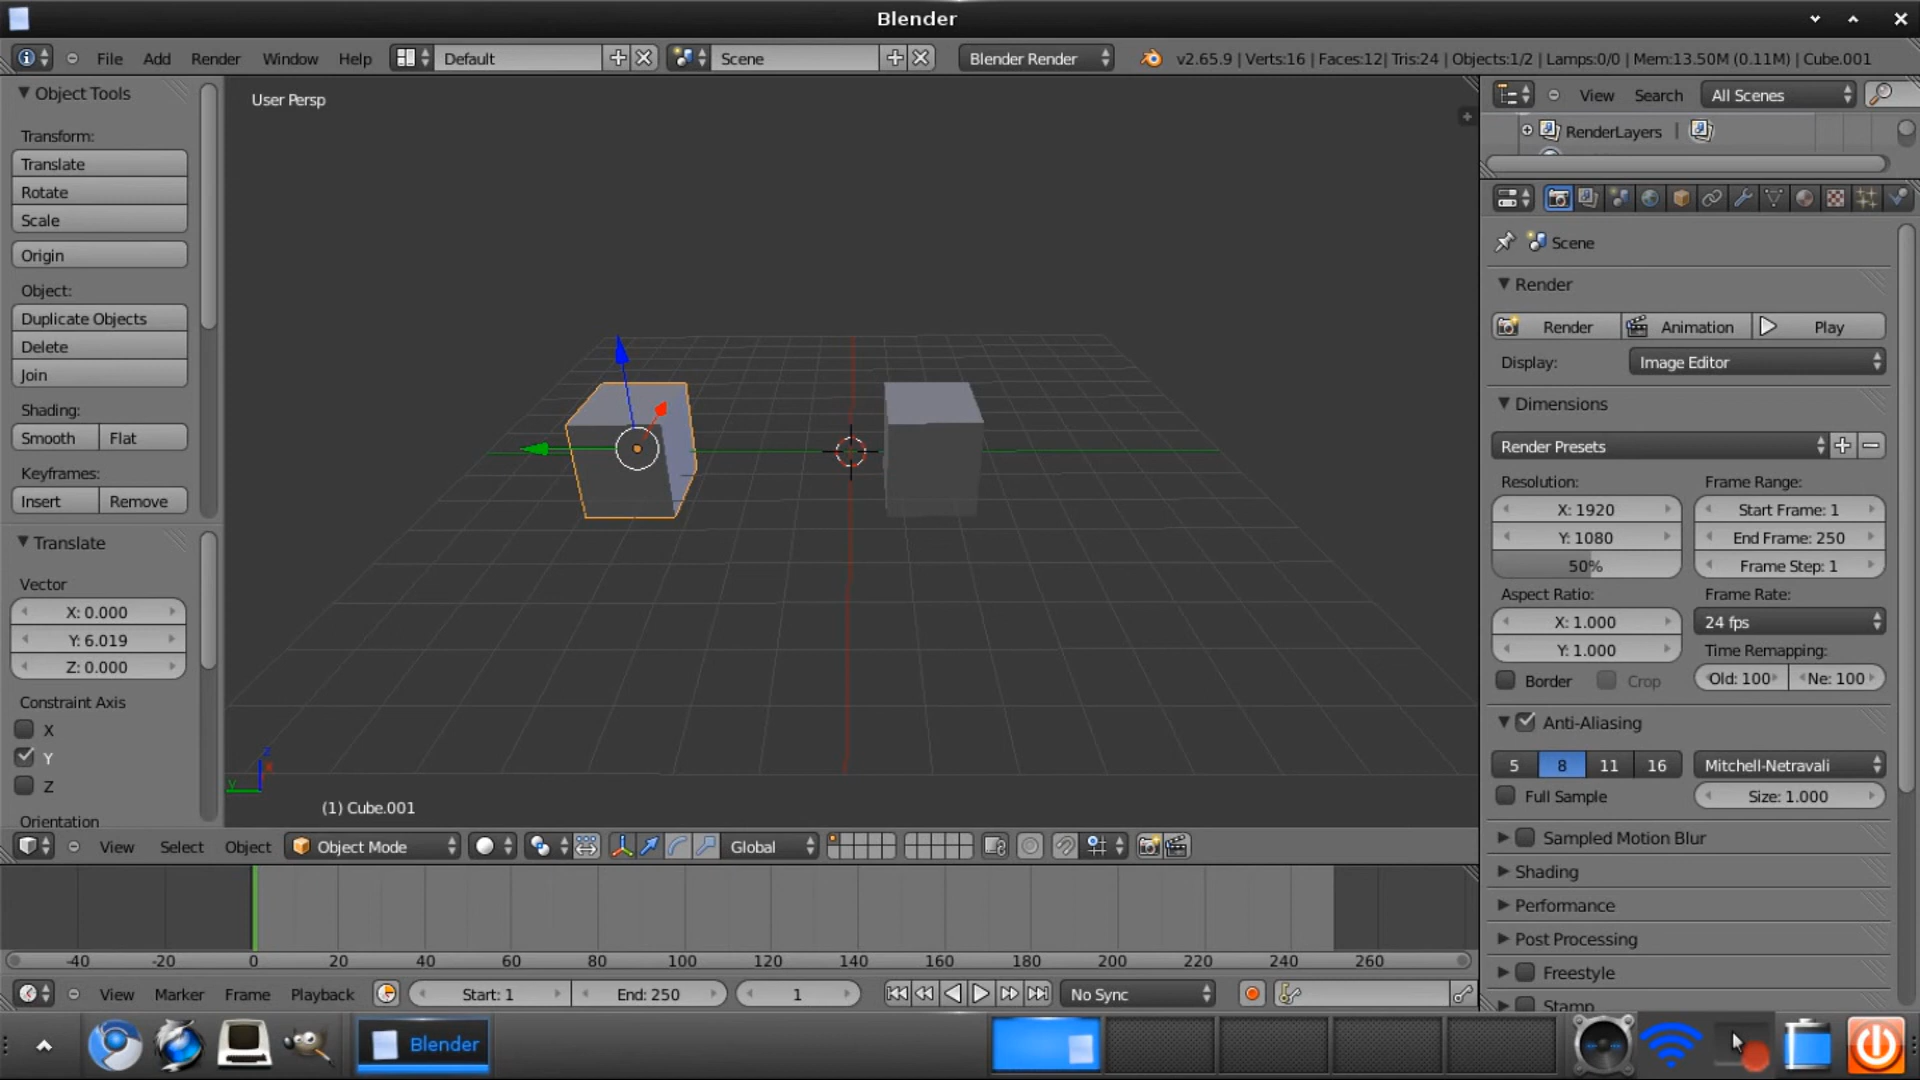 Blender
File Add Render Window Help Default Scene Blender Render v2.65.9 | Verts:16 | Faces:12| Tris:24 | Objects:1/2 | Lamps:0/0 | Mem:13.50M (0.11M) | Cube.001
Object Tools
Transform:
Translate
Rotate
Scale
Origin
Object:
Duplicate Objects
Delete
Join
Shading:
Smooth Flat
Keyframes:
Insert Remove
Translate
Vector
X: 0.000
Y: 6.019
Z: 0.000
Constraint Axis
X
Y
Z
Orientation
User Persp
z
x
y
(1) Cube.001
View Select Object Object Mode Global
View Search All Scenes
RenderLayers |
Scene
Render
Render Animation Play
Display: Image Editor
Dimensions
Render Presets
Resolution: Frame Range:
X: 1920 Start Frame: 1
Y: 1080 End Frame: 250
50% Frame Step: 1
Aspect Ratio: Frame Rate:
X: 1.000 24 fps
Y: 1.000 Time Remapping:
Border Crop Old: 100 Ne: 100
Anti-Aliasing
5 8 11 16 Mitchell-Netravali
Full Sample Size: 1.000
Sampled Motion Blur
Shading
Performance
Post Processing
Freestyle
Stamp
-40 -20 0 20 40 60 80 100 120 140 160 180 200 220 240 260
View Marker Frame Playback Start: 1 End: 250 1 No Sync
Blender